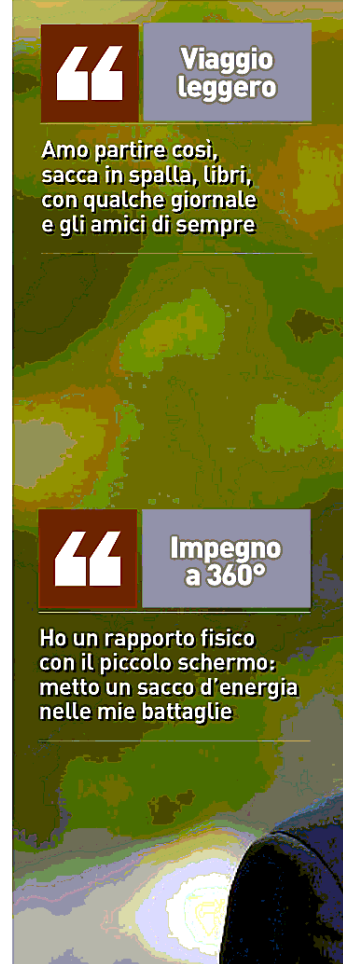 “
Viaggio
leggero
Amo partire così,
sacca in spalla, libri,
con qualche giornale
e gli amici di sempre
“
Impegno
a 360°
Ho un rapporto fisico
con il piccolo schermo:
metto un sacco d’energia
nelle mie battaglie